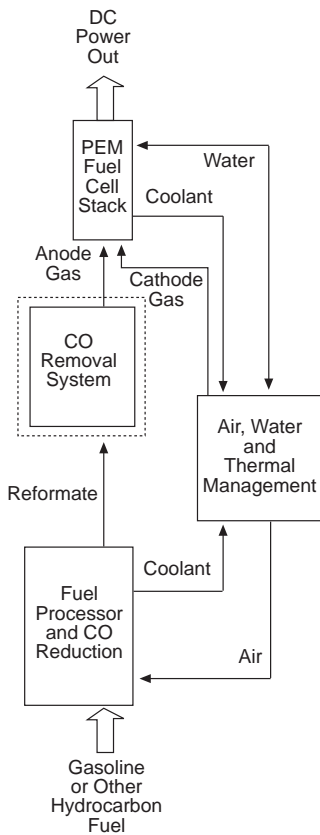 DC
Power
Out
PEM
Fuel
Cell
Stack
Water
Coolant
Anode
Gas
Cathode
Gas
CO
Removal
System
Air, Water
and
Thermal
Management
Reformate
Coolant
Fuel
Processor
and CO
Reduction
Air
Gasoline
or Other
Hydrocarbon
Fuel